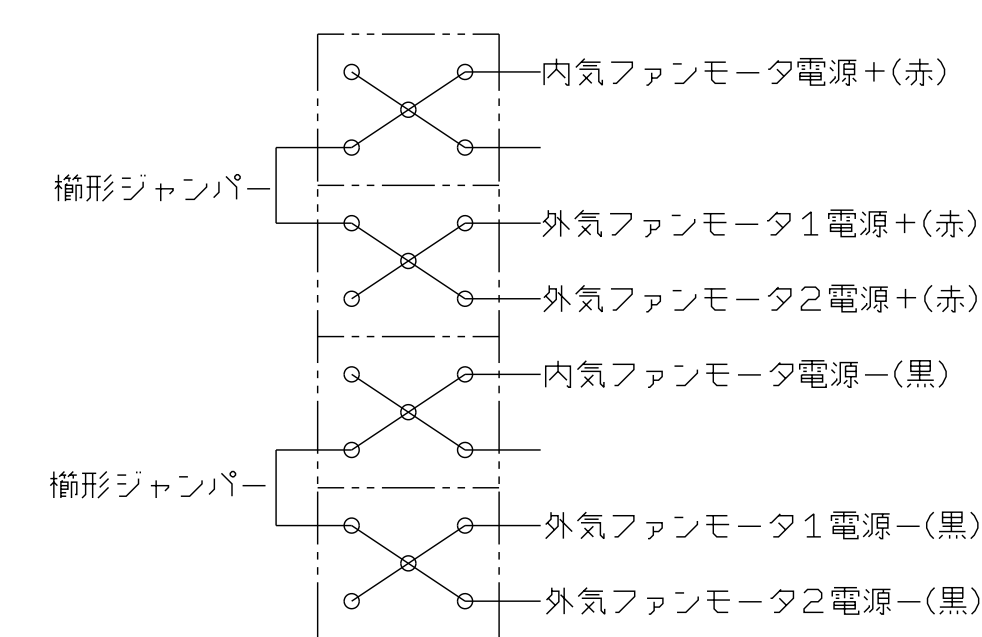 内気ファンモータ電源＋(赤)
櫛形ジャンパー
外気ファンモータ1電源＋(赤)
外気ファンモータ2電源＋(赤)
内気ファンモータ電源－(黒)
櫛形ジャンパー
外気ファンモータ1電源－(黒)
外気ファンモータ2電源－(黒)